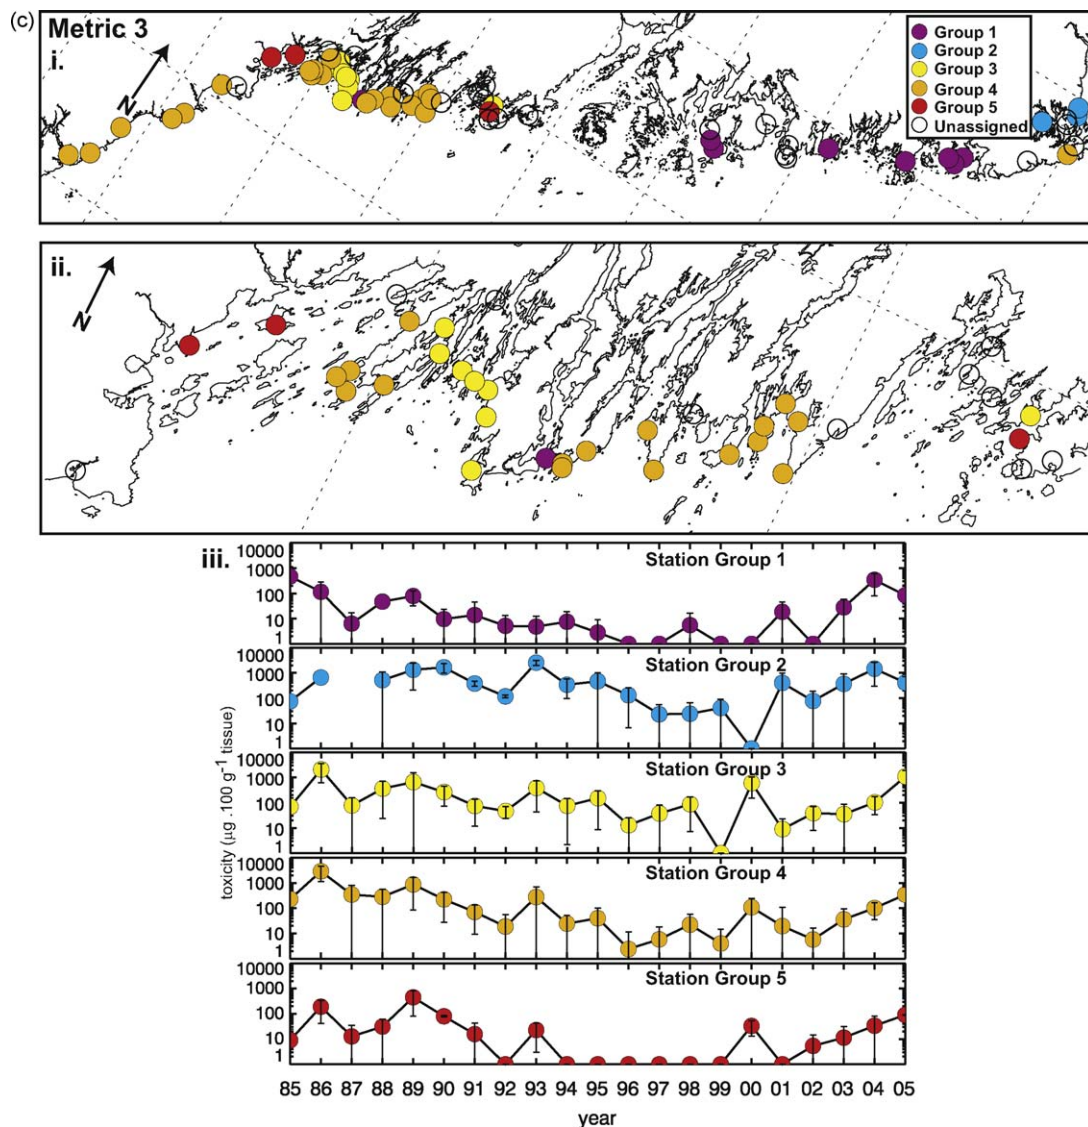 (c)
Metric 3
i.
N
Group 1
Group 2
Group 3
Group 4
Group 5
Unassigned
ii.
N
iii.
Station Group 1
10000
1000
100
10
1
Station Group 2
10000
1000
100
10
1
Station Group 3
10000
1000
100
10
1
Station Group 4
10000
1000
100
10
1
Station Group 5
10000
1000
100
10
1
toxicity (μg .100 g⁻¹ tissue)
85 86 87 88 89 90 91 92 93 94 95 96 97 98 99 00 01 02 03 04 05
year